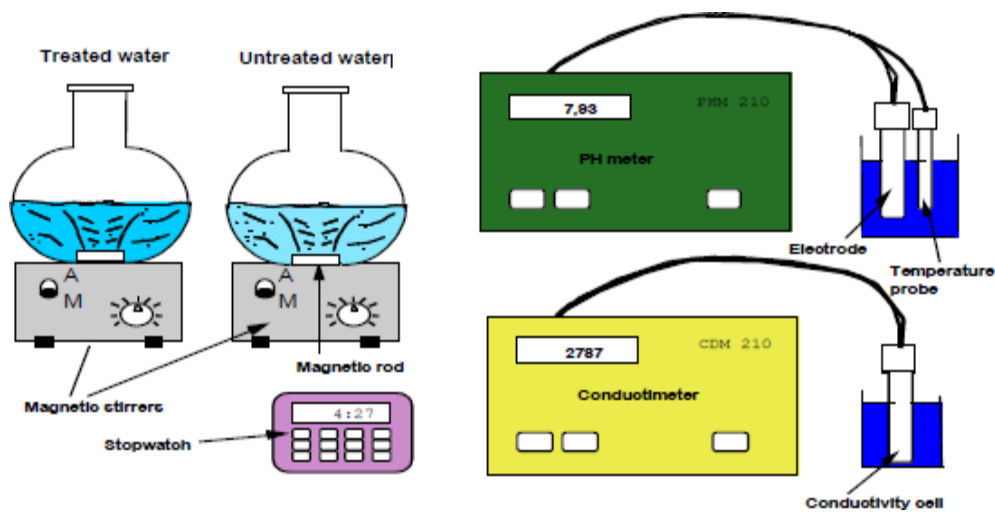 Treated water
Untreated water
A
M
A
M
Magnetic rod
Magnetic stirrers
Stopwatch
4:27
7,93
PHM 210
PH meter
Electrode
Temperature
probe
2787
CDM 210
Conductimeter
Conductivity cell